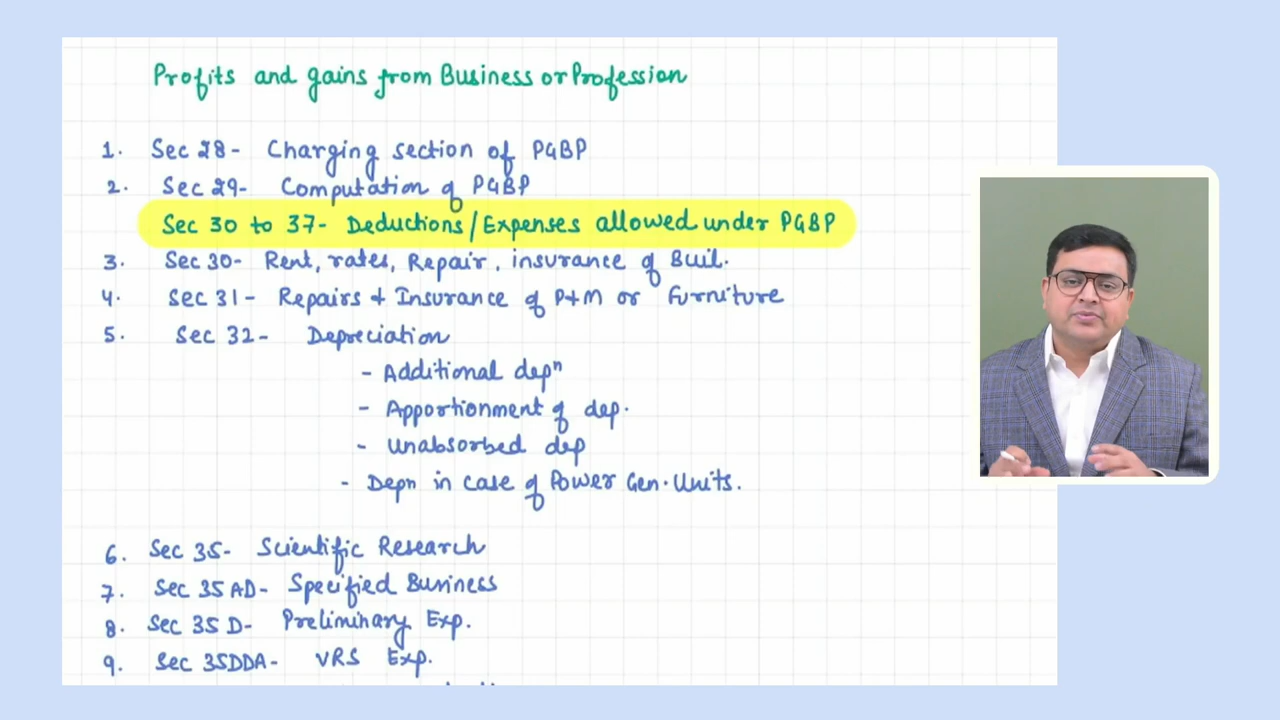 Profits and gains from Business or Profession
1. Sec 28- Charging section of PGBP
2. Sec 29- Computation of PGBP
Sec 30 to 37- Deductions/Expenses allowed under PGBP
3. Sec 30- Rent, rates, Repair, insurance of Buil.
4. Sec 31- Repairs + Insurance of P+M or Furniture
5. Sec 32- Depreciation
- Additional depⁿ
- Apportionment of dep.
- Unabsorbed dep
- Depn in case of Power Gen. Units.
6. Sec 35- Scientific Research
7. Sec 35 AD- Specified Business
8. Sec 35 D- Preliminary Exp.
9. Sec 35DDA- VRS Exp.